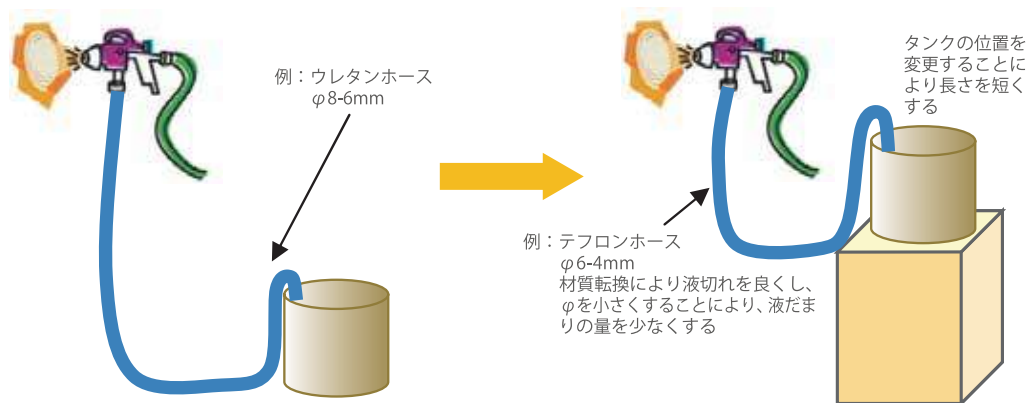 例：ウレタンホース
φ8-6mm
タンクの位置を
変更することに
より長さを短く
する
例：テフロンホース
φ6-4mm
材質転換により液切れを良くし、
φを小さくすることにより、液だま
りの量を少なくする